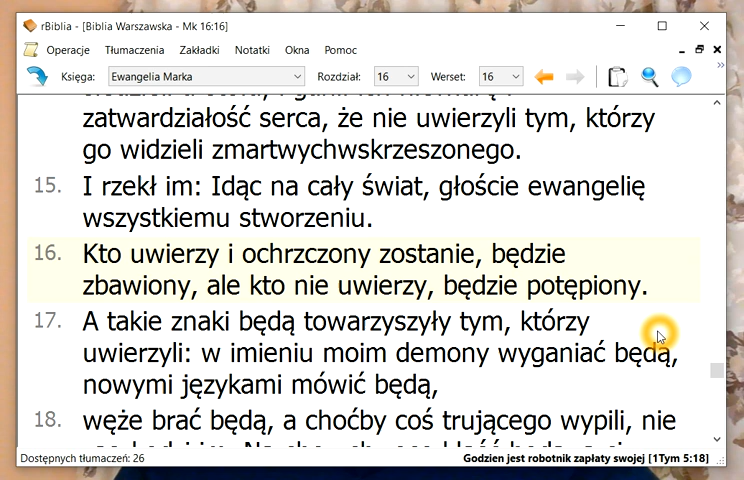 rBiblia - [Biblia Warszawska - Mk 16:16]
Operacje Tłumaczenia Zakładki Notatki Okna Pomoc
Księga: Ewangelia Marka Rozdział: 16 Werset: 16
zatwardziałość serca, że nie uwierzyli tym, którzy
go widzieli zmartwychwskrzeszonego.
15. I rzekł im: Idąc na cały świat, głoście ewangelię
wszystkiemu stworzeniu.
16. Kto uwierzy i ochrzczony zostanie, będzie
zbawiony, ale kto nie uwierzy, będzie potępiony.
17. A takie znaki będą towarzyszyły tym, którzy
uwierzyli: w imieniu moim demony wyganiać będą,
nowymi językami mówić będą,
18. węże brać będą, a choćby coś trującego wypili, nie
Dostępnych tłumaczeń: 26 Godzien jest robotnik zapłaty swojej [1Tym 5:18]